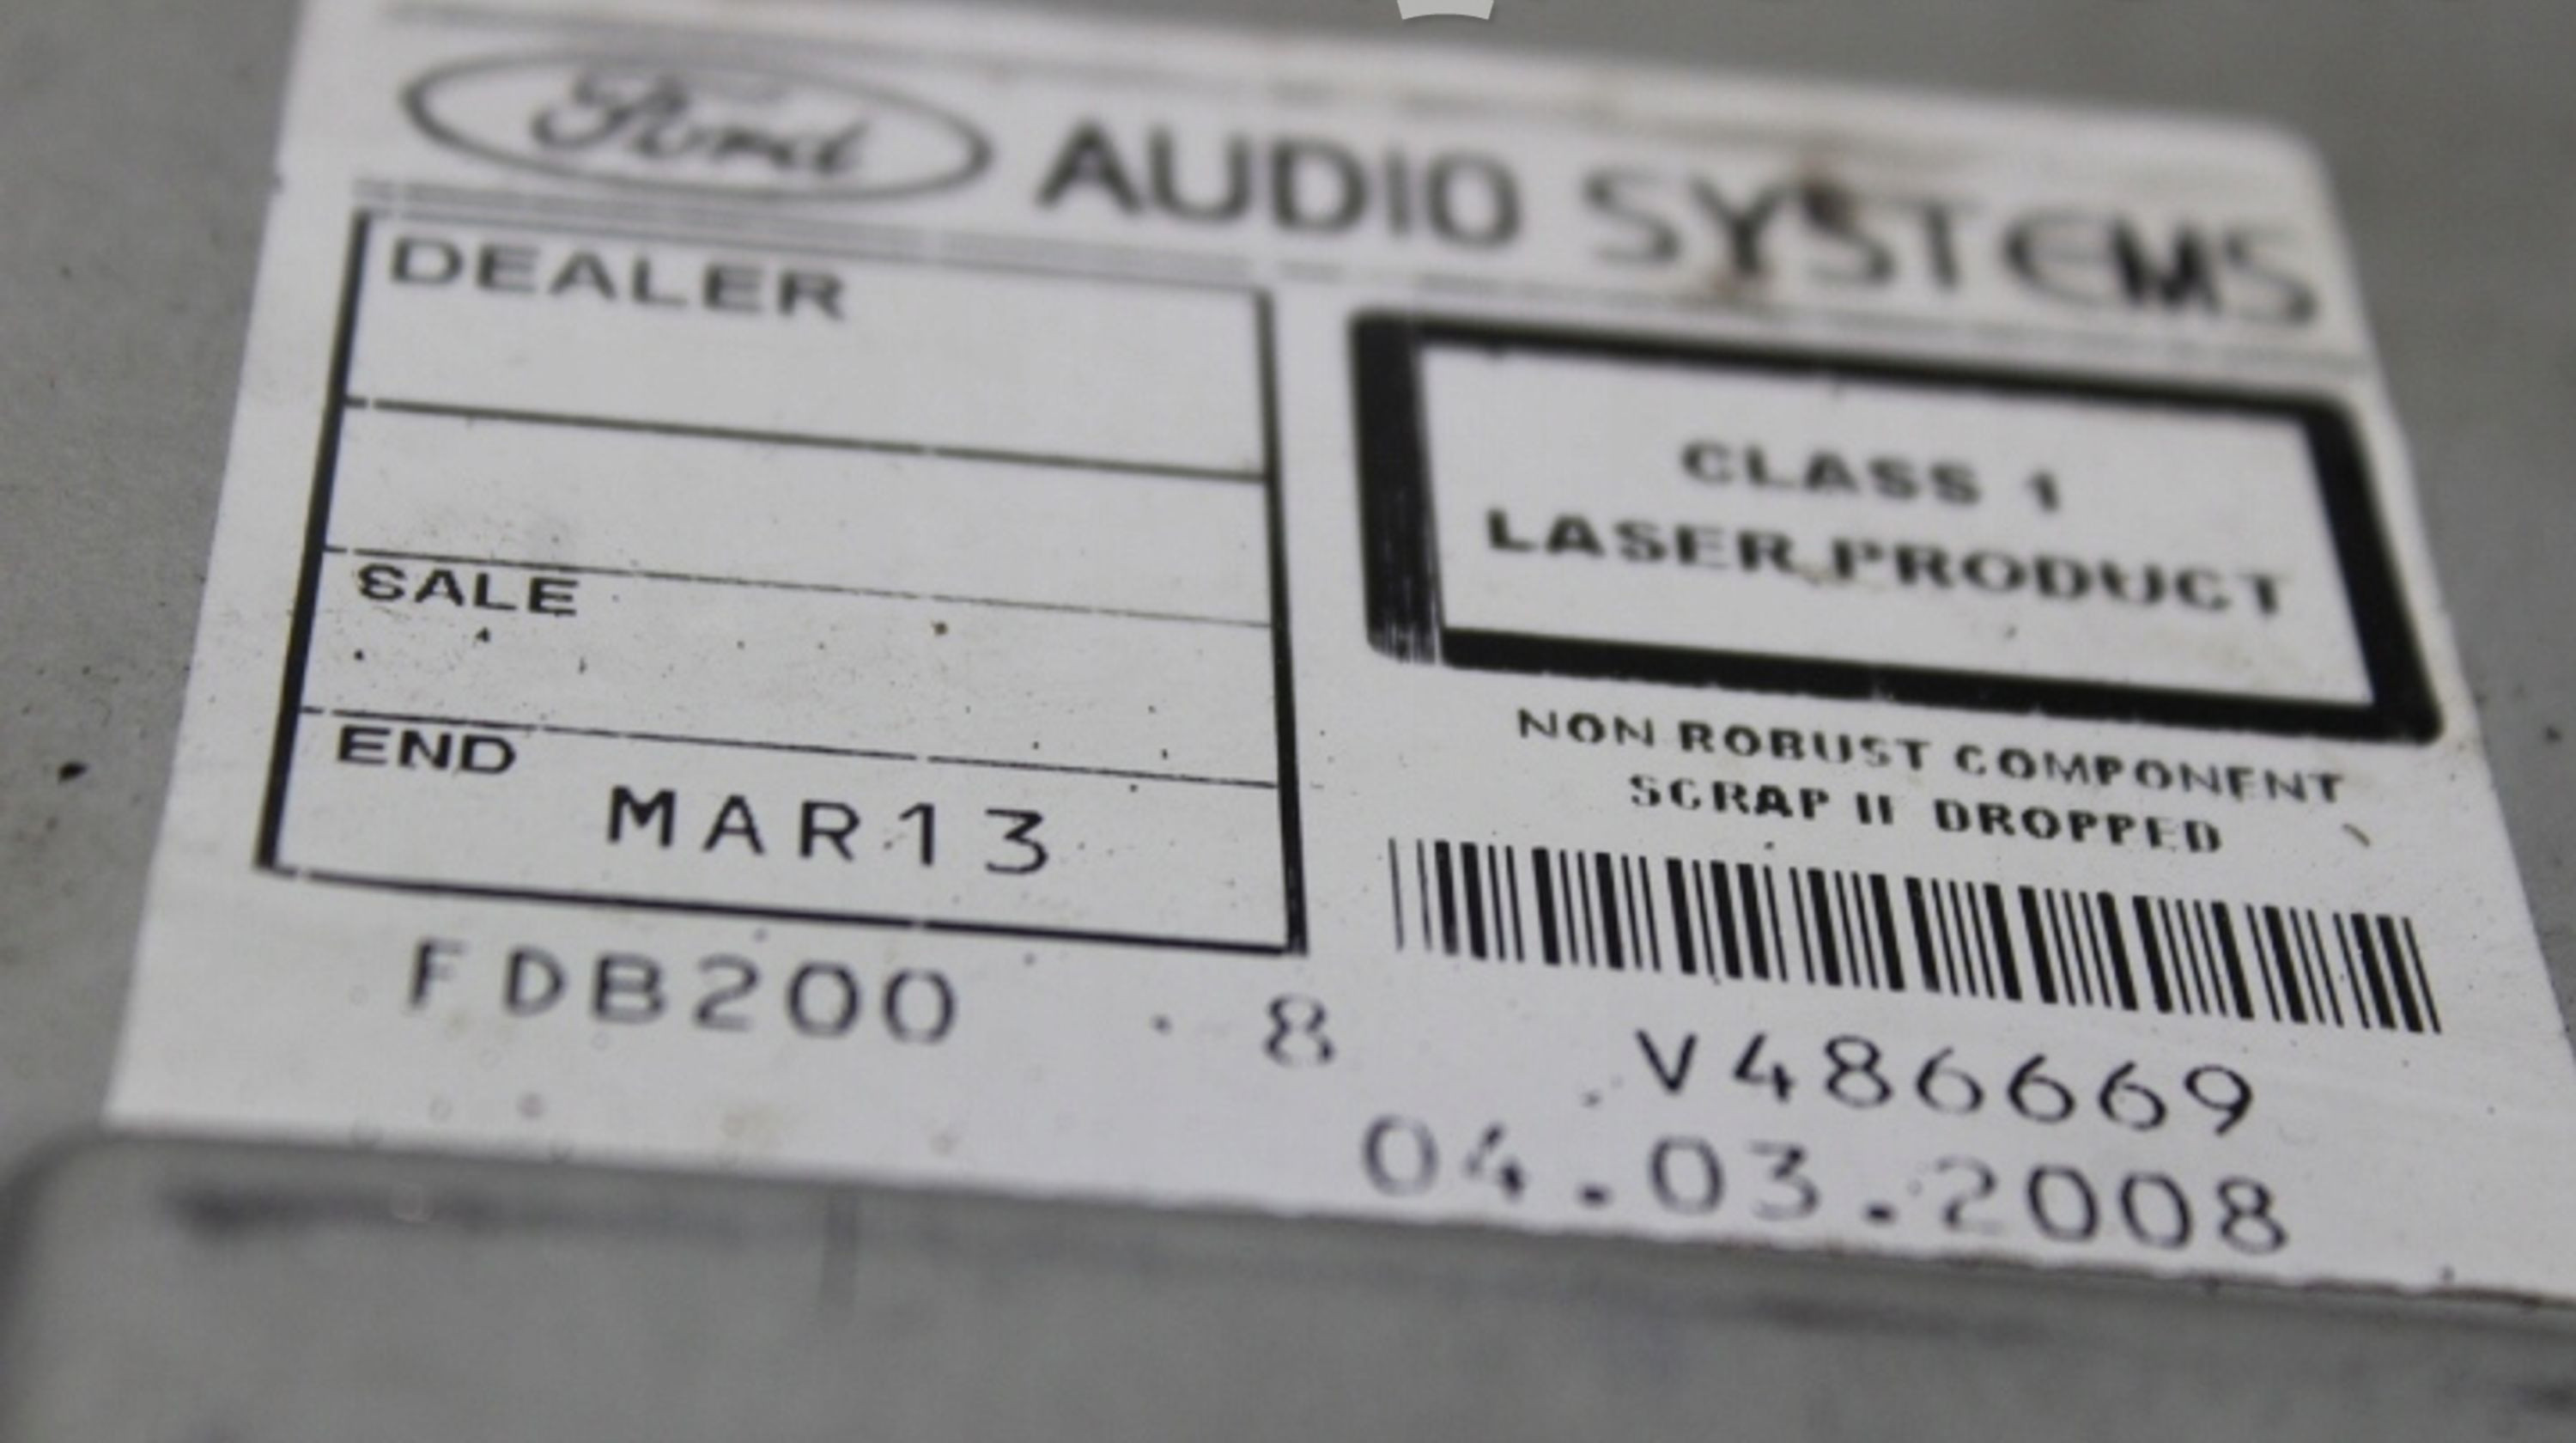 Ford AUDIO SYSTEMS
DEALER
SALE
END
MAR13
FDB200 8
CLASS 1
LASER PRODUCT
NON ROBUST COMPONENT
SCRAP IF DROPPED
V486669
04.03.2008